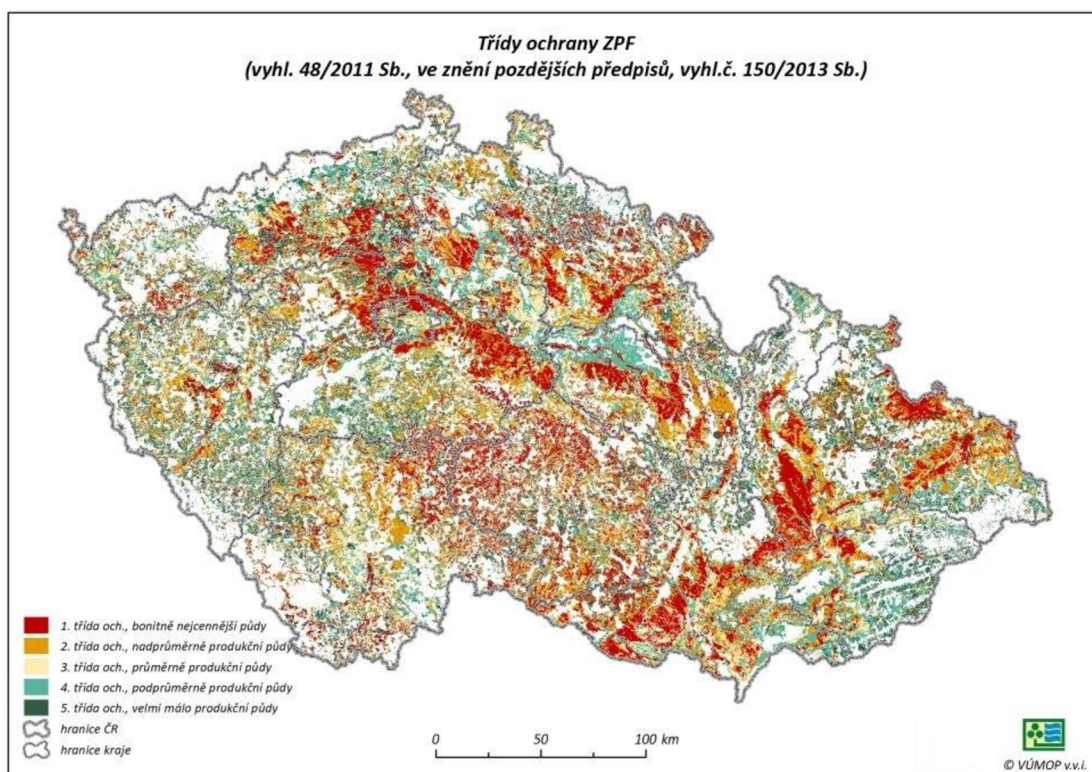 Třídy ochrany ZPF
(vyhl. 48/2011 Sb., ve znění pozdějších předpisů, vyhl.č. 150/2013 Sb.)
1. třída och., bonitně nejcennější půdy
2. třída och., nadprůměrně produkční půdy
3. třída och., průměrně produkční půdy
4. třída och., podprůměrně produkční půdy
5. třída och., velmi málo produkční půdy
hranice ČR
hranice kraje
0 50 100 km
© VÚMOP v.v.i.